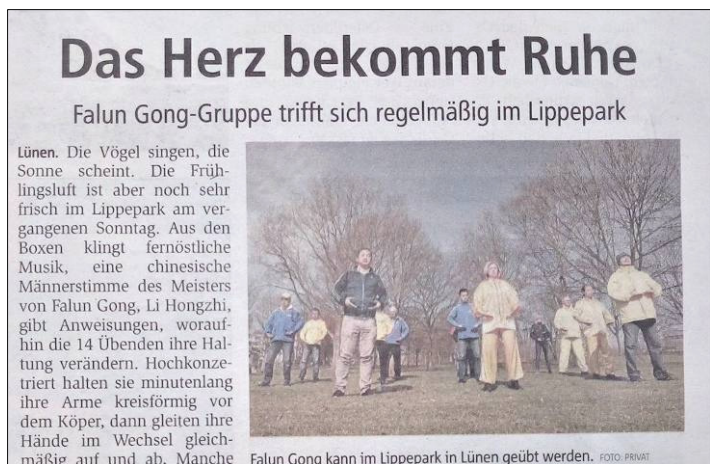 Das Herz bekommt Ruhe
Falun Gong-Gruppe trifft sich regelmäßig im Lippepark
Lünen. Die Vögel singen, die
Sonne scheint. Die Früh-
lingsluft ist aber noch sehr
frisch im Lippepark am ver-
gangenen Sonntag. Aus den
Boxen klingt fernöstliche
Musik, eine chinesische
Männerstimme des Meisters
von Falun Gong, Li Hongzhi,
gibt Anweisungen, worauf-
hin die 14 Übenden ihre Hal-
tung verändern. Hochkonze-
triert halten sie minutenlang
ihre Arme kreisförmig vor
dem Köper, dann gleiten ihre
Hände im Wechsel gleich-
mäßig auf und ab. Manche
Falun Gong kann im Lippepark in Lünen geübt werden. FOTO: PRIVAT